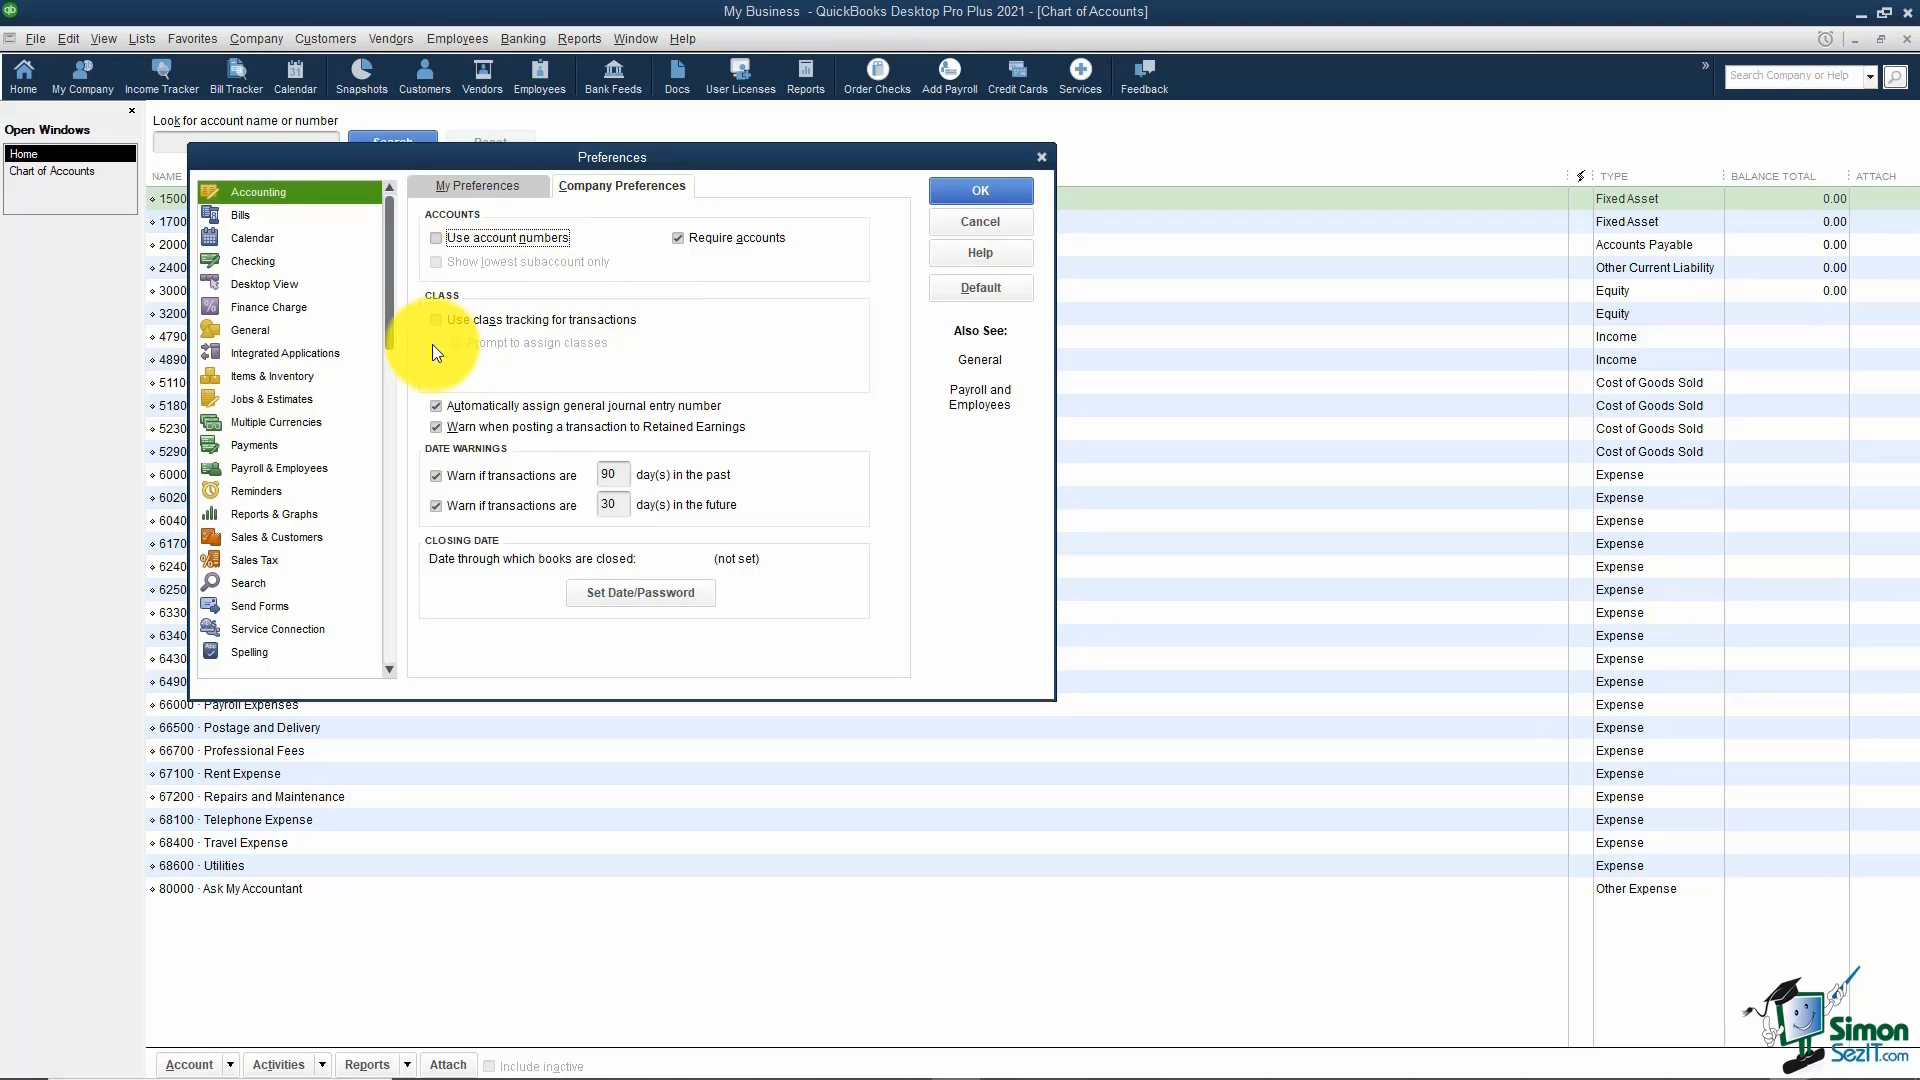 My Business - QuickBooks Desktop Pro Plus 2021 - [Chart of Accounts]
File Edit View Lists Favorites Company Customers Vendors Employees Banking Reports Window Help
Home My Company Income Tracker Bill Tracker Calendar Snapshots Customers Vendors Employees Bank Feeds Docs User Licenses Reports Order Checks Add Payroll Credit Cards Services Feedback
» Search Company or Help
Open Windows
Home
Chart of Accounts
Look for account name or number
Search Reset
NAME TYPE BALANCE TOTAL ATTACH
Preferences
Accounting
Bills
Calendar
Checking
Desktop View
Finance Charge
General
Integrated Applications
Items & Inventory
Jobs & Estimates
Multiple Currencies
Payments
Payroll & Employees
Reminders
Reports & Graphs
Sales & Customers
Sales Tax
Search
Send Forms
Service Connection
Spelling
My Preferences Company Preferences
ACCOUNTS
Use account numbers Require accounts
Show lowest subaccount only
CLASS
Use class tracking for transactions
Prompt to assign classes
Automatically assign general journal entry number
Warn when posting a transaction to Retained Earnings
DATE WARNINGS
Warn if transactions are 90 day(s) in the past
Warn if transactions are 30 day(s) in the future
CLOSING DATE
Date through which books are closed: (not set)
Set Date/Password
OK
Cancel
Help
Default
Also See:
General
Payroll and
Employees
1500 Fixed Asset 0.00
1700 Fixed Asset 0.00
2000 Accounts Payable 0.00
2400 Other Current Liability 0.00
3000 Equity 0.00
3200 Equity
4790 Income
4890 Income
5110 Cost of Goods Sold
5180 Cost of Goods Sold
5230 Cost of Goods Sold
5290 Cost of Goods Sold
6000 Expense
6020 Expense
6040 Expense
6170 Expense
6240 Expense
6250 Expense
6330 Expense
6340 Expense
6430 Expense
6490 Expense
66000 · Payroll Expenses Expense
66500 · Postage and Delivery Expense
66700 · Professional Fees Expense
67100 · Rent Expense Expense
67200 · Repairs and Maintenance Expense
68100 · Telephone Expense Expense
68400 · Travel Expense Expense
68600 · Utilities Expense
80000 · Ask My Accountant Other Expense
Account Activities Reports Attach Include inactive
Simon
SezIT.com